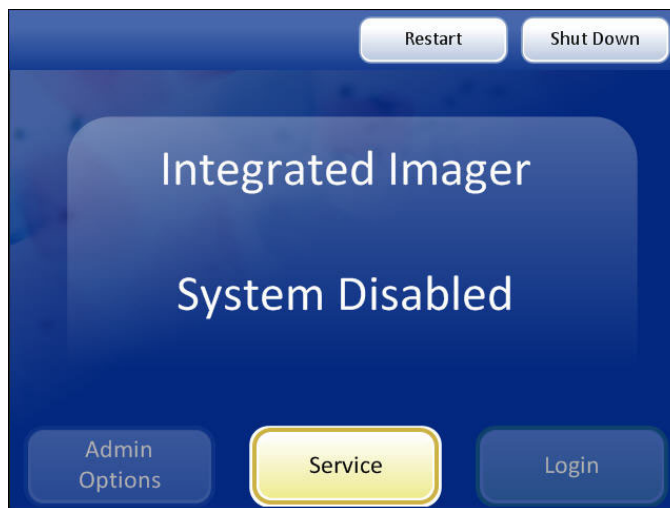 Restart
Shut Down
Integrated Imager
System Disabled
Admin
Options
Service
Login